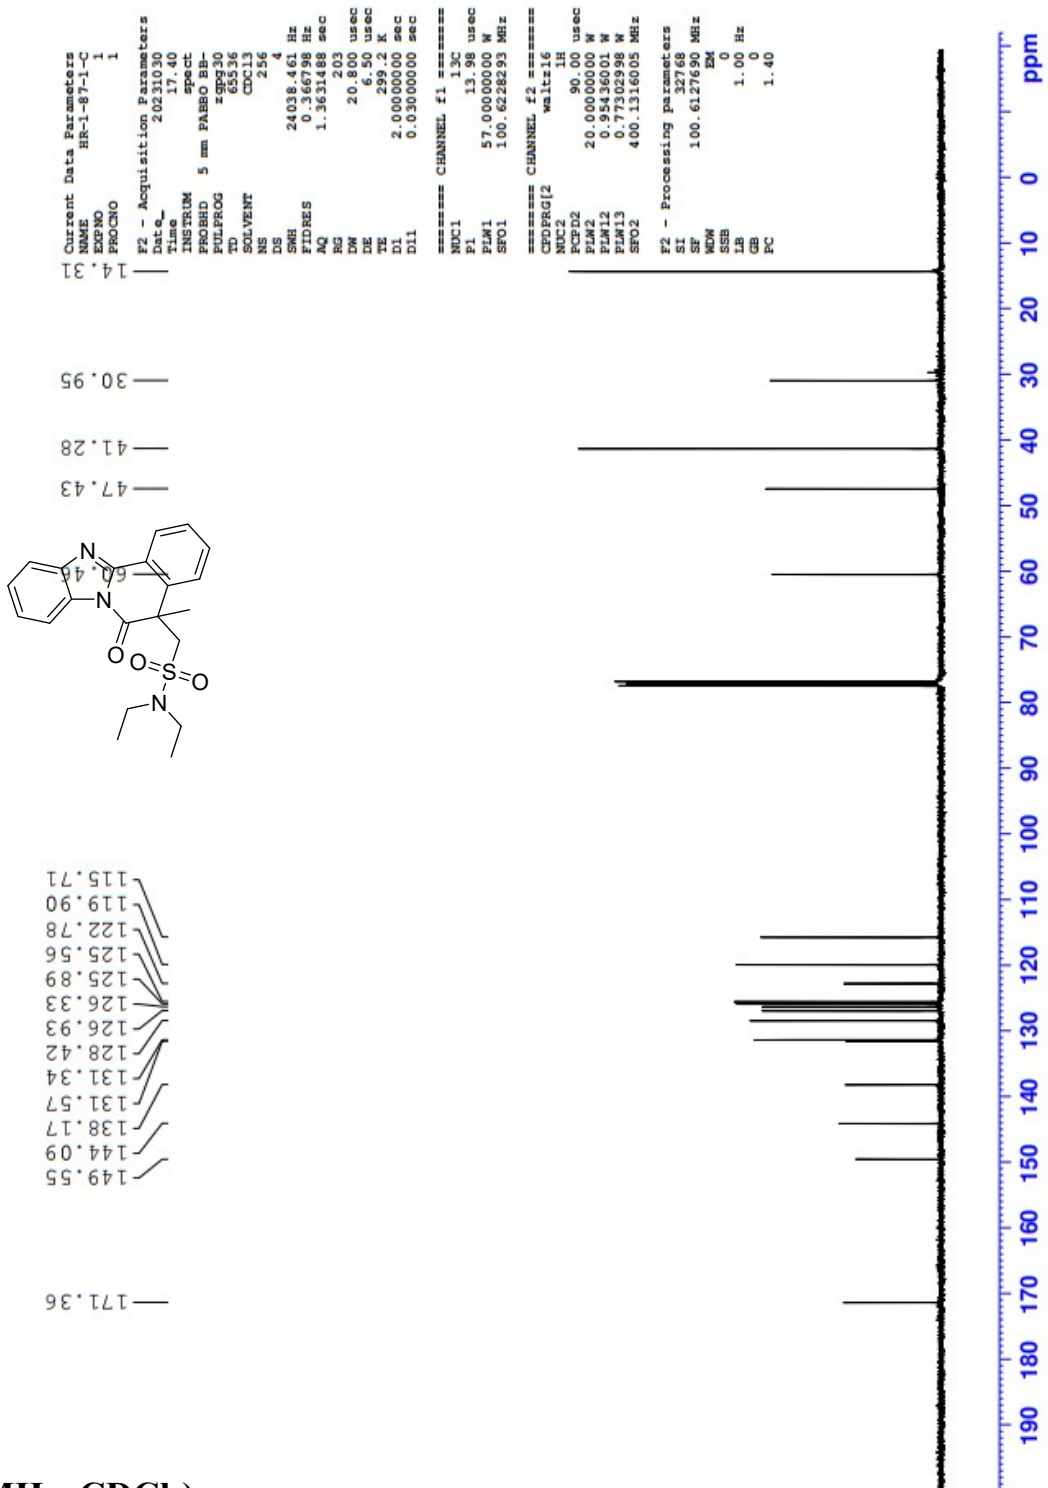 Current Data Parameters
NAME HR-1-87-1-C
EXPNO 1
PROCNO 1
F2 - Acquisition Parameters
Date_ 20231030
Time 17.40
INSTRUM spect
PROBHD 5 mm PABBO BB-
PULPROG zgpg30
TD 65536
SOLVENT CDCl3
NS 256
DS 4
SWH 24038.461 Hz
FIDRES 0.366798 Hz
AQ 1.3631488 sec
RG 203
DW 20.800 usec
DE 6.50 usec
TE 299.2 K
D1 2.00000000 sec
D11 0.03000000 sec
======== CHANNEL f1 ========
NUC1 13C
P1 13.98 usec
PLW1 57.00000000 W
SFO1 100.6228293 MHz
======== CHANNEL f2 ========
CPDPRG[2 waltz16
NUC2 1H
PCPD2 90.00 usec
PLW2 20.00000000 W
PLW12 0.95436001 W
PLW13 0.77302998 W
SFO2 400.1316005 MHz
F2 - Processing parameters
SI 32768
SF 100.6127690 MHz
WDW EM
SSB 0
LB 1.00 Hz
GB 0
PC 1.40
171.36
149.55
144.09
138.17
131.57
131.34
128.42
126.93
126.33
125.89
125.56
122.78
119.90
115.71
60.46
47.43
41.28
30.95
14.31
N
N
O
O
S
O
N
190 180 170 160 150 140 130 120 110 100 90 80 70 60 50 40 30 20 10 0 ppm